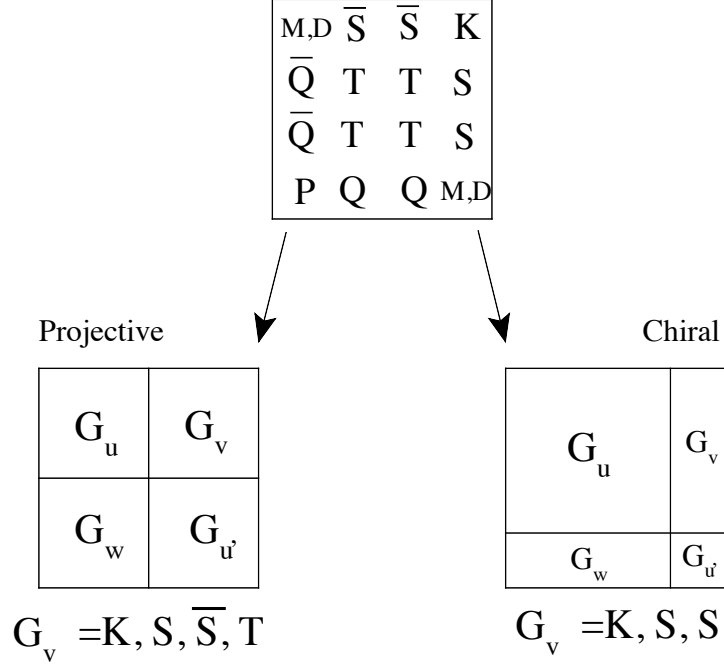 M,D S̅ S̅ K
Q̅ T T S
Q̅ T T S
P Q Q M,D
Projective Chiral
G_u G_v G_u G_v
G_w G_u' G_w G_u'
G_v =K, S, S̅, T G_v =K, S, S